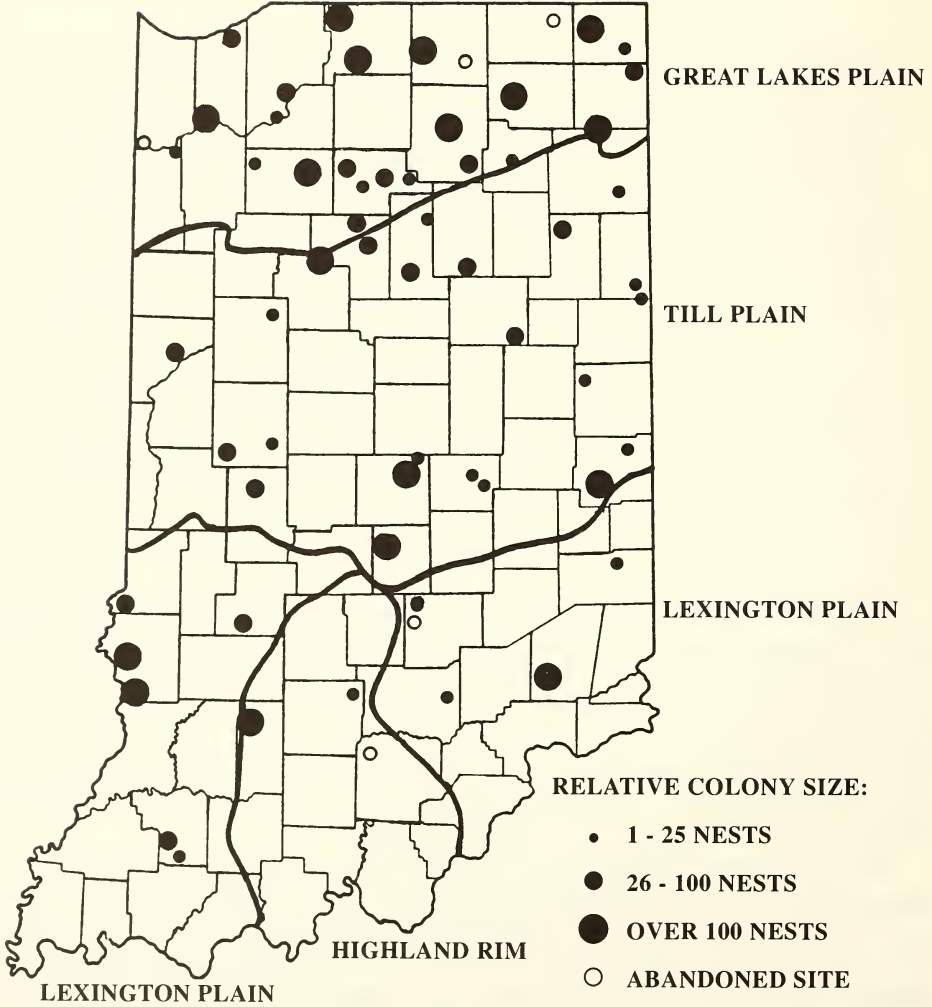 GREAT LAKES PLAIN
TILL PLAIN
LEXINGTON PLAIN
RELATIVE COLONY SIZE:
1 - 25 NESTS
26 - 100 NESTS
OVER 100 NESTS
ABANDONED SITE
HIGHLAND RIM
LEXINGTON PLAIN